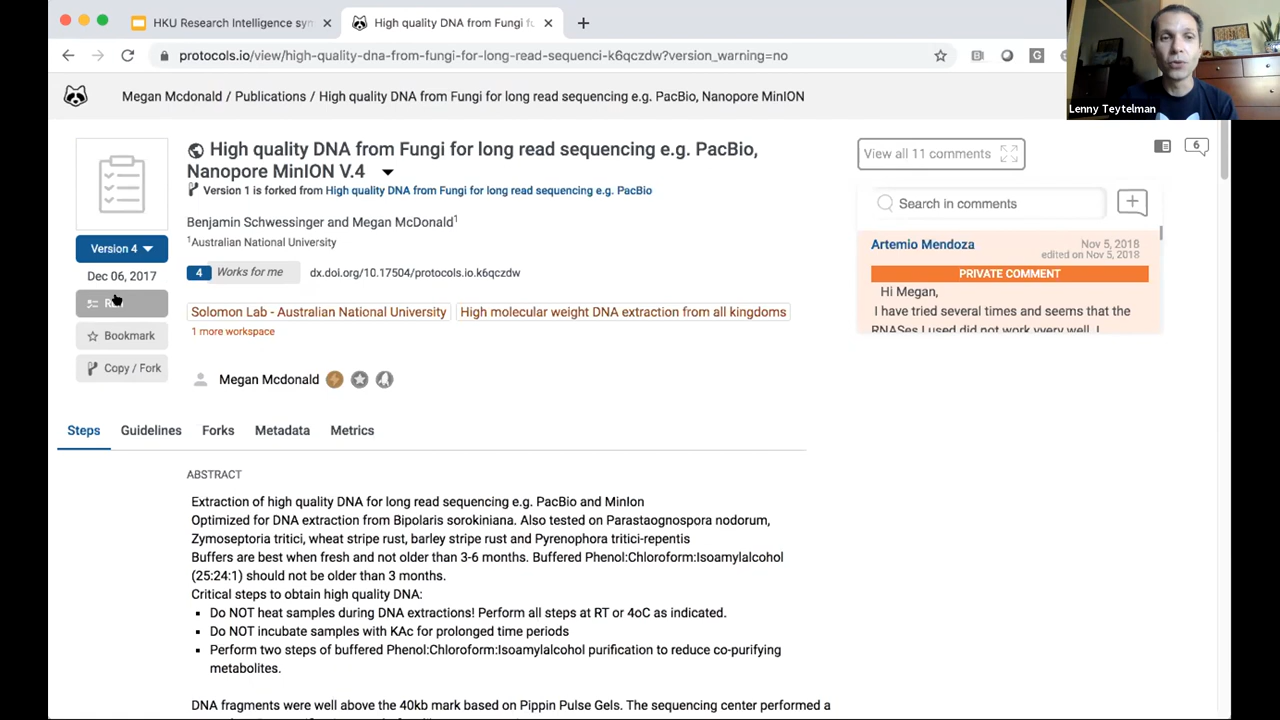 HKU Research Intelligence sym
High quality DNA from Fungi fo
protocols.io/view/high-quality-dna-from-fungi-for-long-read-sequenci-k6qczdw?version_warning=no
G
Lenny Teytelman
Megan Mcdonald / Publications / High quality DNA from Fungi for long read sequencing e.g. PacBio, Nanopore MinION
High quality DNA from Fungi for long read sequencing e.g. PacBio,
Nanopore MinION V.4
Version 1 is forked from High quality DNA from Fungi for long read sequencing e.g. PacBio
Benjamin Schwessinger and Megan McDonald1
1Australian National University
Version 4
Dec 06, 2017
4 Works for me dx.doi.org/10.17504/protocols.io.k6qczdw
Bookmark
Copy / Fork
Solomon Lab - Australian National University High molecular weight DNA extraction from all kingdoms
1 more workspace
Megan Mcdonald
View all 11 comments
6
Search in comments
Artemio Mendoza Nov 5, 2018
edited on Nov 5, 2018
PRIVATE COMMENT
Hi Megan,
I have tried several times and seems that the
RNASes I used did not work vvery well. I
Steps Guidelines Forks Metadata Metrics
ABSTRACT
Extraction of high quality DNA for long read sequencing e.g. PacBio and MinIon
Optimized for DNA extraction from Bipolaris sorokiniana. Also tested on Parastaognospora nodorum,
Zymoseptoria tritici, wheat stripe rust, barley stripe rust and Pyrenophora tritici-repentis
Buffers are best when fresh and not older than 3-6 months. Buffered Phenol:Chloroform:Isoamylalcohol
(25:24:1) should not be older than 3 months.
Critical steps to obtain high quality DNA:
Do NOT heat samples during DNA extractions! Perform all steps at RT or 4oC as indicated.
Do NOT incubate samples with KAc for prolonged time periods
Perform two steps of buffered Phenol:Chloroform:Isoamylalcohol purification to reduce co-purifying
metabolites.
DNA fragments were well above the 40kb mark based on Pippin Pulse Gels. The sequencing center performed a